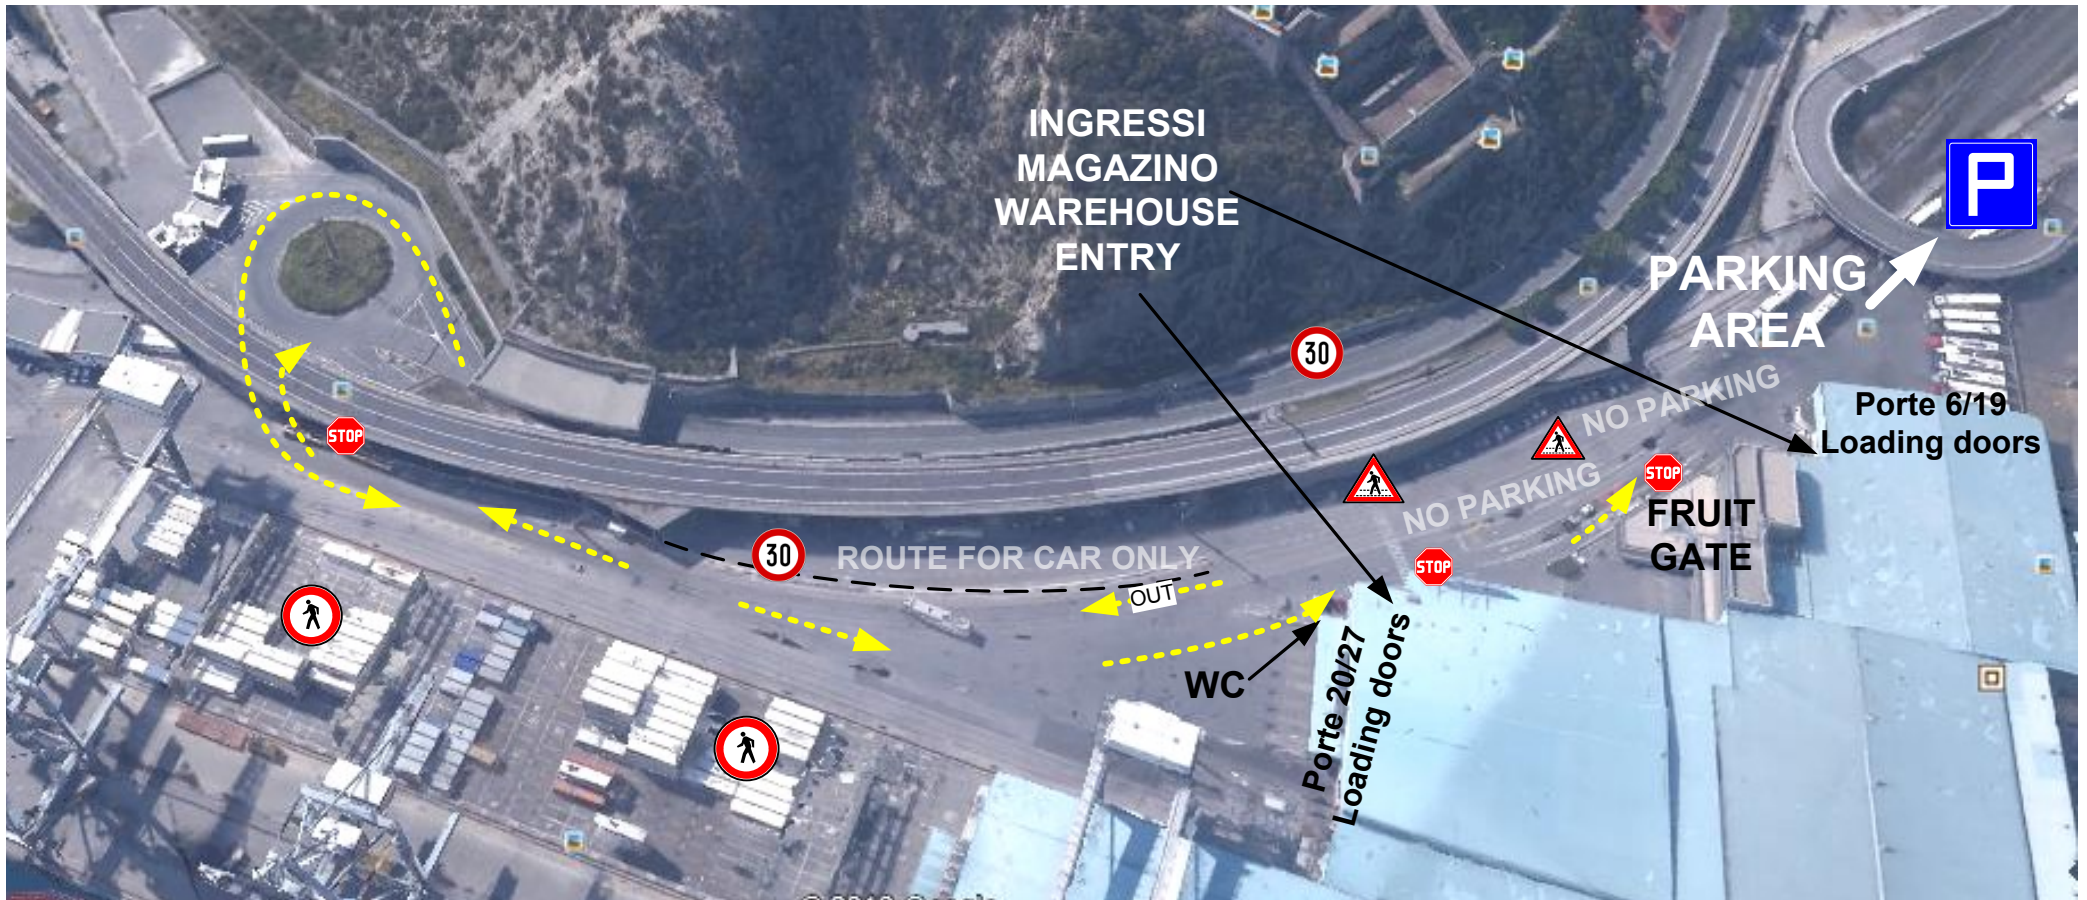 INGRESSI
MAGAZINO
WAREHOUSE
ENTRY
P
PARKING
AREA
30
NO PARKING
Porte 6/19
Loading doors
STOP
STOP
NO PARKING
FRUIT
GATE
30
ROUTE FOR CAR ONLY
STOP
OUT
WC
Porte 20/27
Loading doors